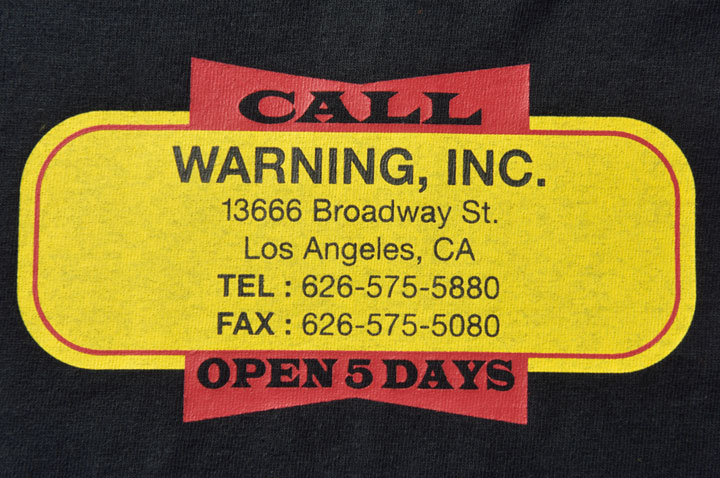 CALL
WARNING, INC.
13666 Broadway St.
Los Angeles, CA
TEL : 626-575-5880
FAX : 626-575-5080
OPEN 5 DAYS